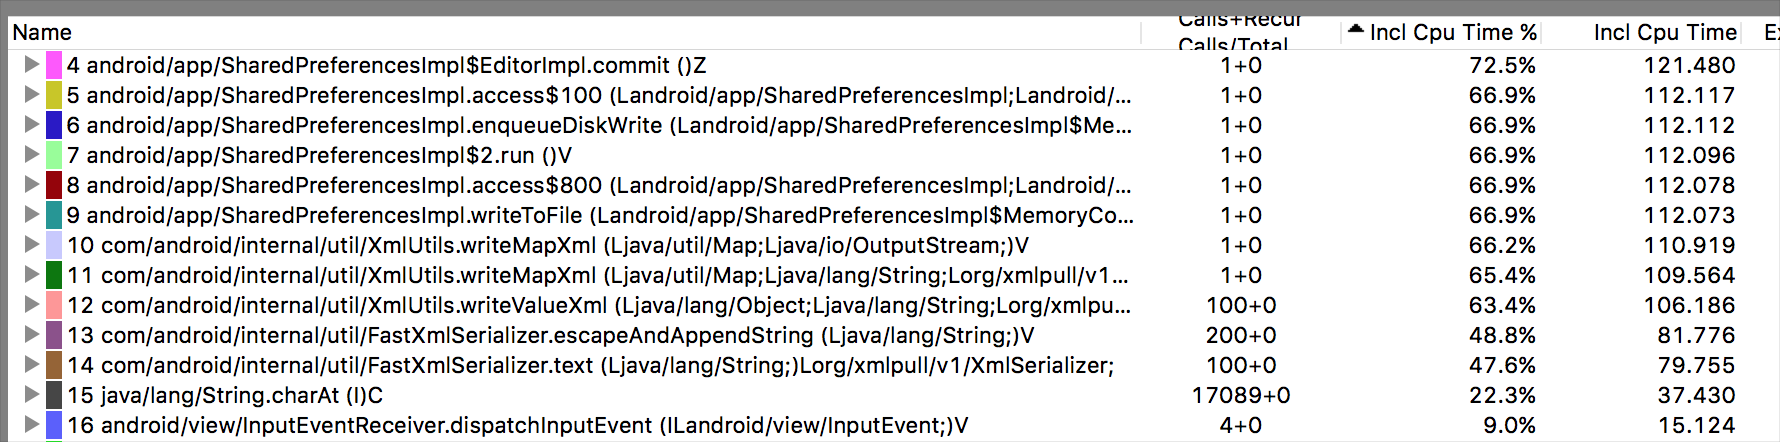 Name Calls+Recur Calls/Total Incl Cpu Time % Incl Cpu Time Ex
4 android/app/SharedPreferencesImpl$EditorImpl.commit ()Z 1+0 72.5% 121.480
5 android/app/SharedPreferencesImpl.access$100 (Landroid/app/SharedPreferencesImpl;Landroid/... 1+0 66.9% 112.117
6 android/app/SharedPreferencesImpl.enqueueDiskWrite (Landroid/app/SharedPreferencesImpl$Me... 1+0 66.9% 112.112
7 android/app/SharedPreferencesImpl$2.run ()V 1+0 66.9% 112.096
8 android/app/SharedPreferencesImpl.access$800 (Landroid/app/SharedPreferencesImpl;Landroid/... 1+0 66.9% 112.078
9 android/app/SharedPreferencesImpl.writeToFile (Landroid/app/SharedPreferencesImpl$MemoryCo... 1+0 66.9% 112.073
10 com/android/internal/util/XmlUtils.writeMapXml (Ljava/util/Map;Ljava/io/OutputStream;)V 1+0 66.2% 110.919
11 com/android/internal/util/XmlUtils.writeMapXml (Ljava/util/Map;Ljava/lang/String;Lorg/xmlpull/v1... 1+0 65.4% 109.564
12 com/android/internal/util/XmlUtils.writeValueXml (Ljava/lang/Object;Ljava/lang/String;Lorg/xmlpu... 100+0 63.4% 106.186
13 com/android/internal/util/FastXmlSerializer.escapeAndAppendString (Ljava/lang/String;)V 200+0 48.8% 81.776
14 com/android/internal/util/FastXmlSerializer.text (Ljava/lang/String;)Lorg/xmlpull/v1/XmlSerializer; 100+0 47.6% 79.755
15 java/lang/String.charAt (I)C 17089+0 22.3% 37.430
16 android/view/InputEventReceiver.dispatchInputEvent (ILandroid/view/InputEvent;)V 4+0 9.0% 15.124